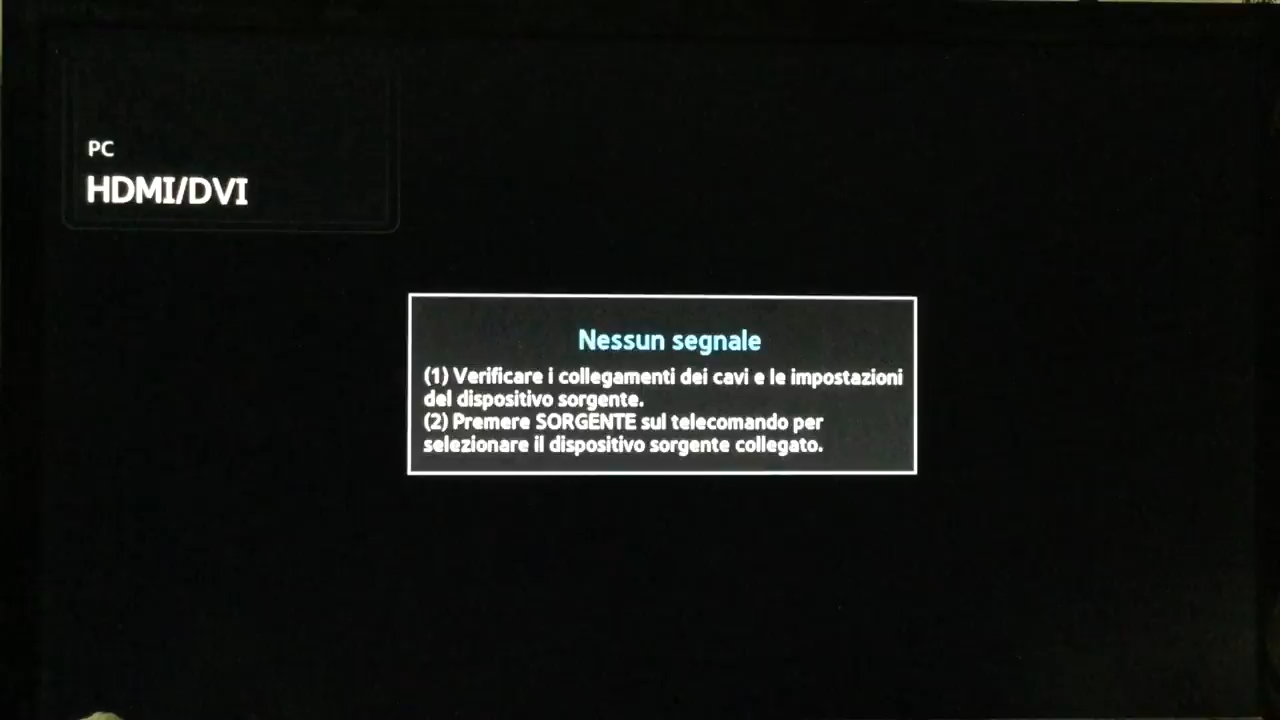 PC
HDMI/DVI
Nessun segnale
(1) Verificare i collegamenti dei cavi e le impostazioni
del dispositivo sorgente.
(2) Premere SORGENTE sul telecomando per
selezionare il dispositivo sorgente collegato.